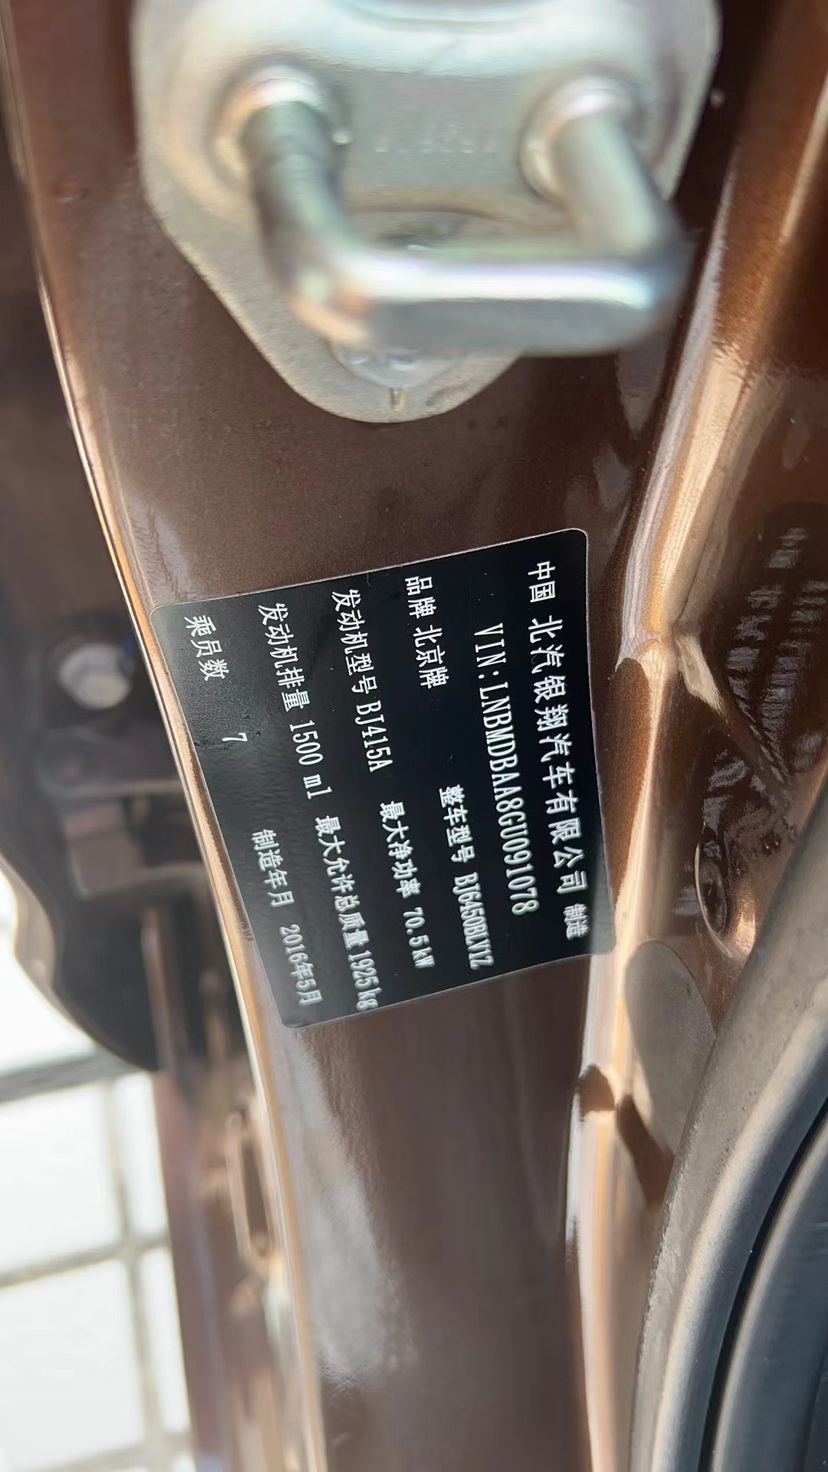 中国 北汽银翔汽车有限公司 制造
VIN:LNBMDBAA8GU091078
品牌 北京牌 整车型号 BJ6450BLVXZ
发动机型号 BJ415A 最大净功率 70.5kW
发动机排量 1500 ml 最大允许总质量 1925kg
乘员数 7 制造年月 2016年5月